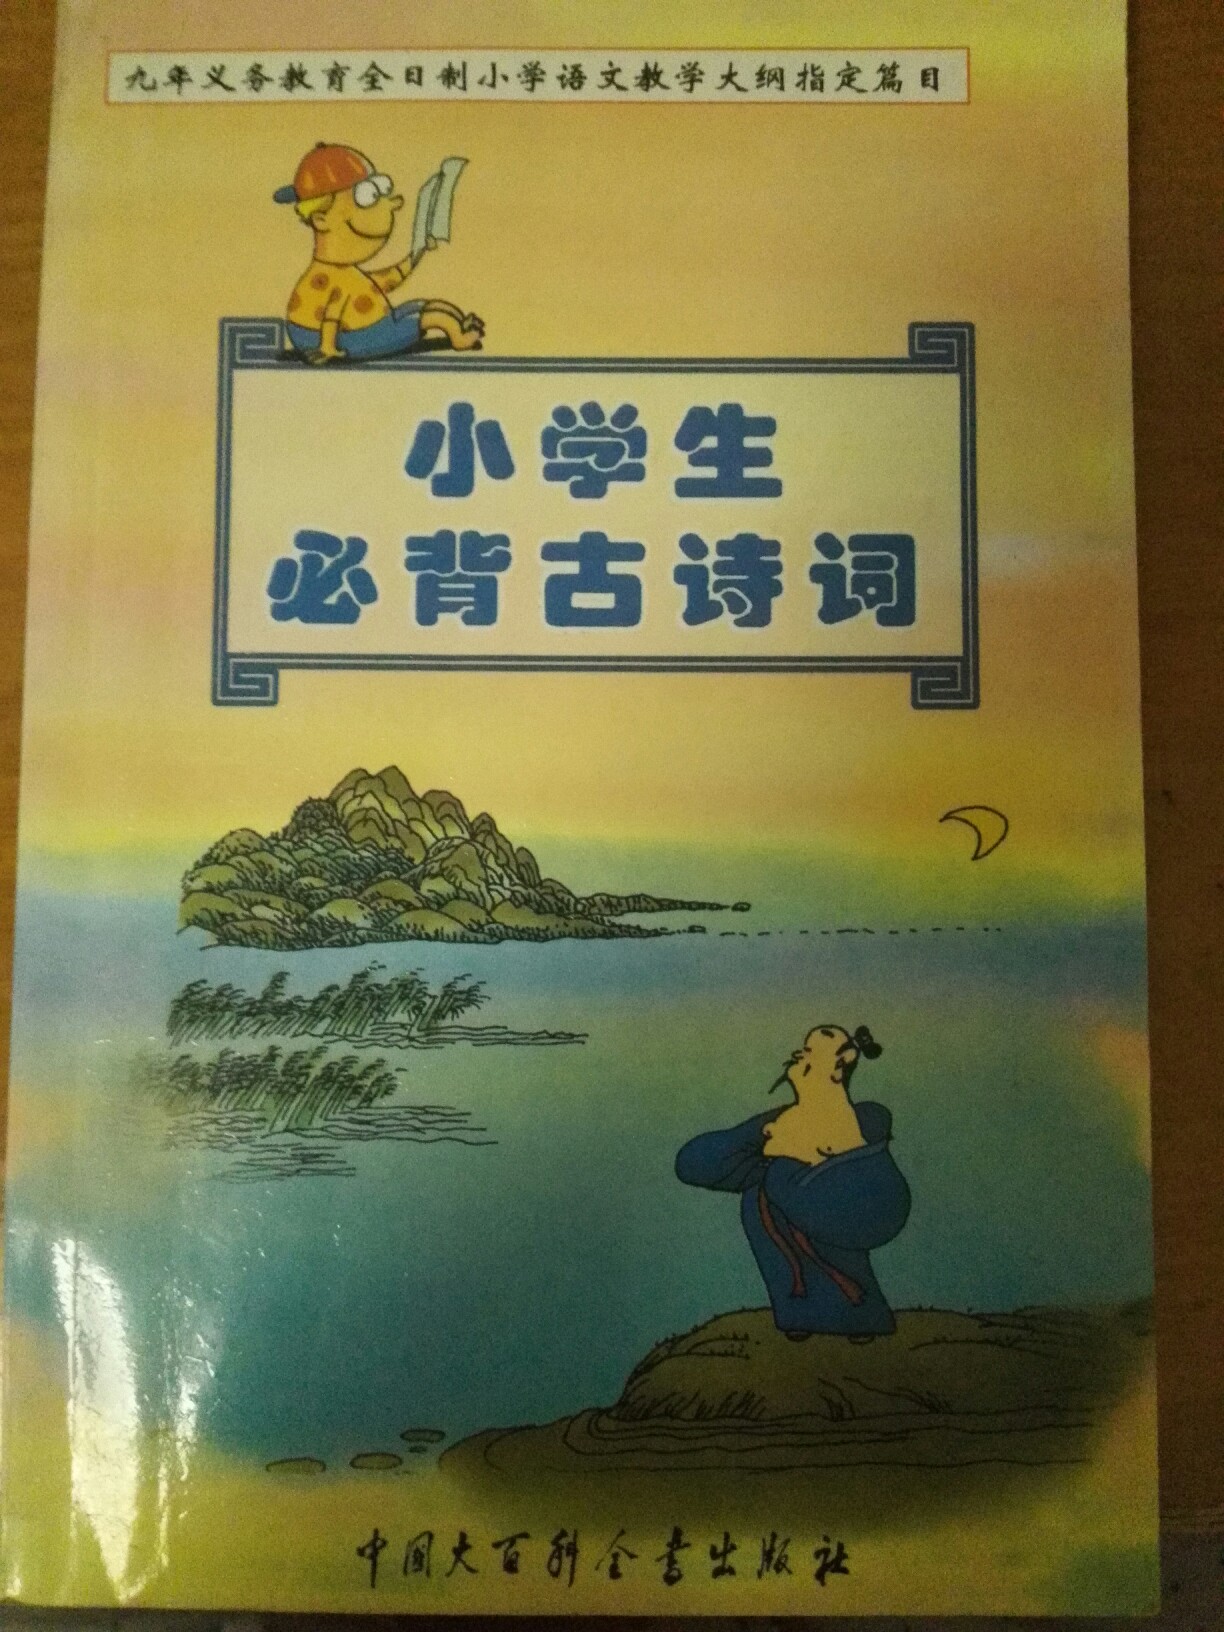 九年义务教育全日制小学语文教学大纲指定篇目
小学生
必背古诗词
中国大百科全书出版社